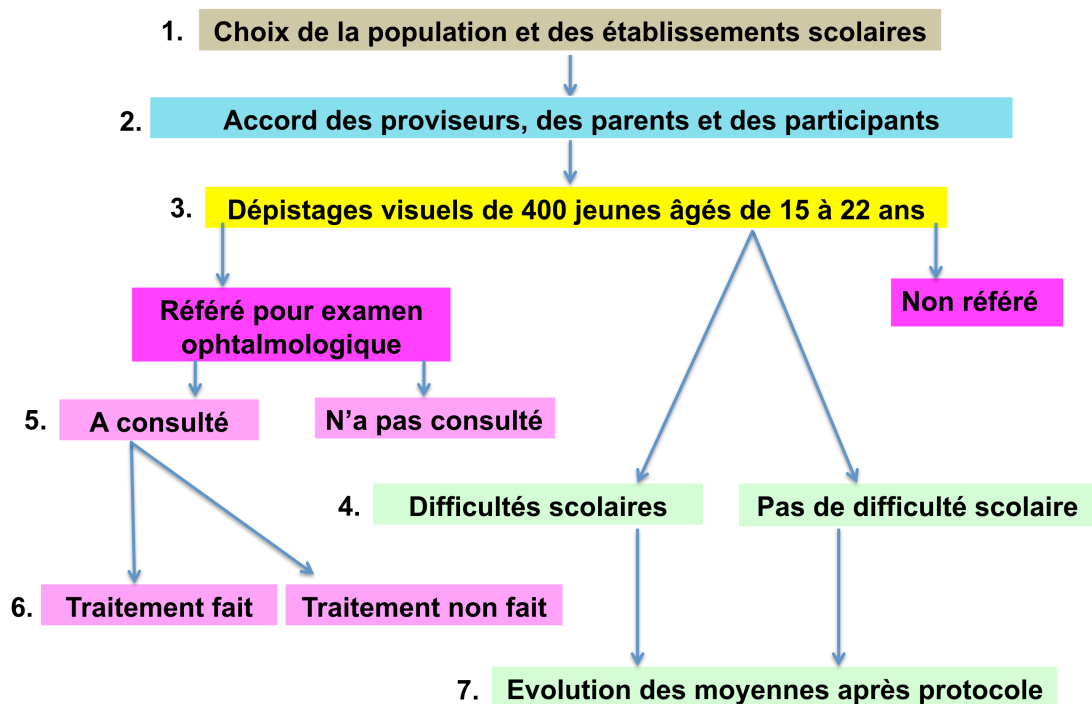 1. Choix de la population et des établissements scolaires
2. Accord des proviseurs, des parents et des participants
3. Dépistages visuels de 400 jeunes âgés de 15 à 22 ans
Référé pour examen
ophtalmologique
Non référé
5. A consulté
N'a pas consulté
4. Difficultés scolaires
Pas de difficulté scolaire
6. Traitement fait
Traitement non fait
7. Evolution des moyennes après protocole